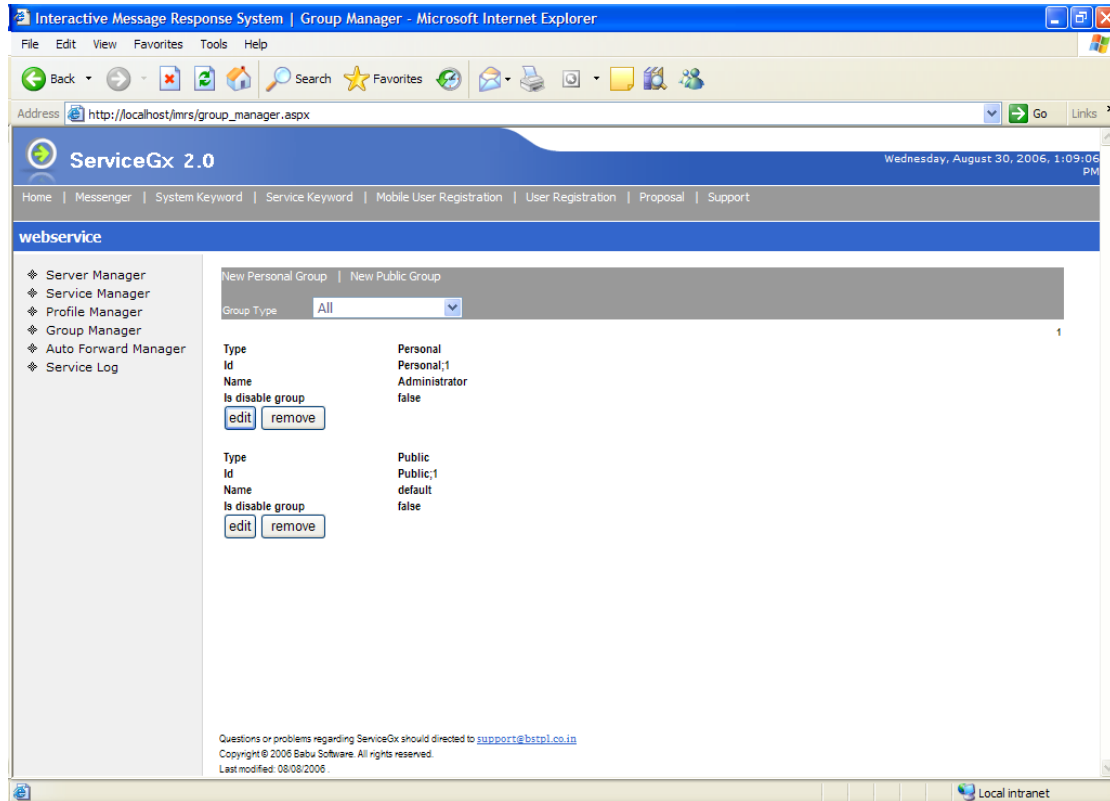 Interactive Message Response System | Group Manager - Microsoft Internet Explorer
File Edit View Favorites Tools Help
Back Search Favorites
Address http://localhost/imrs/group_manager.aspx Go Links
ServiceGx 2.0
Wednesday, August 30, 2006, 1:09:06
PM
Home | Messenger | System Keyword | Service Keyword | Mobile User Registration | User Registration | Proposal | Support
webservice
Server Manager
Service Manager
Profile Manager
Group Manager
Auto Forward Manager
Service Log
New Personal Group | New Public Group
Group Type All
1
Type Personal
Id Personal;1
Name Administrator
Is disable group false
edit remove
Type Public
Id Public;1
Name default
Is disable group false
edit remove
Questions or problems regarding ServiceGx should directed to support@bstpl.co.in
Copyright © 2006 Babu Software. All rights reserved.
Last modified: 08/08/2006 .
Local intranet